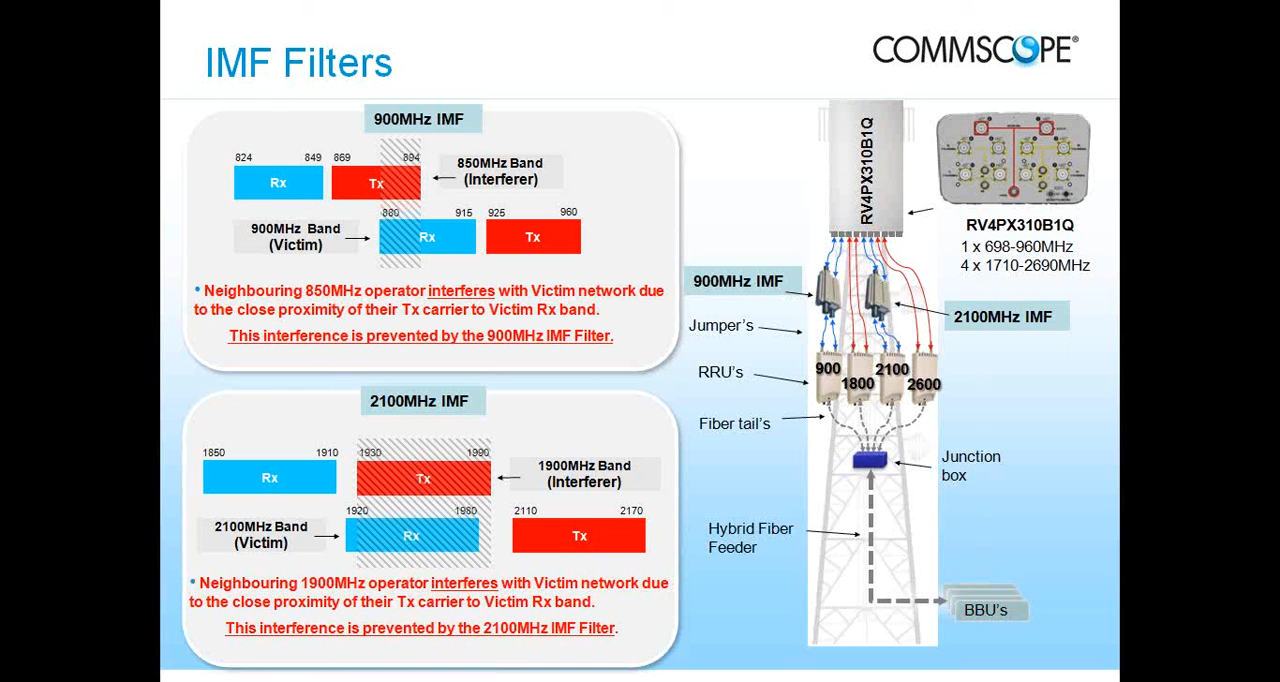 IMF Filters
COMMSCOPE®
900MHz IMF
824 849 869 894
Rx Tx
850MHz Band
(Interferer)
880 915 925 960
900MHz Band
(Victim)
Rx Tx
• Neighbouring 850MHz operator interferes with Victim network due
to the close proximity of their Tx carrier to Victim Rx band.
This interference is prevented by the 900MHz IMF Filter.
2100MHz IMF
1850 1910 1930 1990
Rx Tx
1900MHz Band
(Interferer)
1920 1980 2110 2170
2100MHz Band
(Victim)
Rx Tx
• Neighbouring 1900MHz operator interferes with Victim network due
to the close proximity of their Tx carrier to Victim Rx band.
This interference is prevented by the 2100MHz IMF Filter.
RV4PX310B1Q
RV4PX310B1Q
1 x 698-960MHz
4 x 1710-2690MHz
900MHz IMF
2100MHz IMF
Jumper's
RRU's
900 1800 2100 2600
Fiber tail's
Junction
box
Hybrid Fiber
Feeder
BBU's